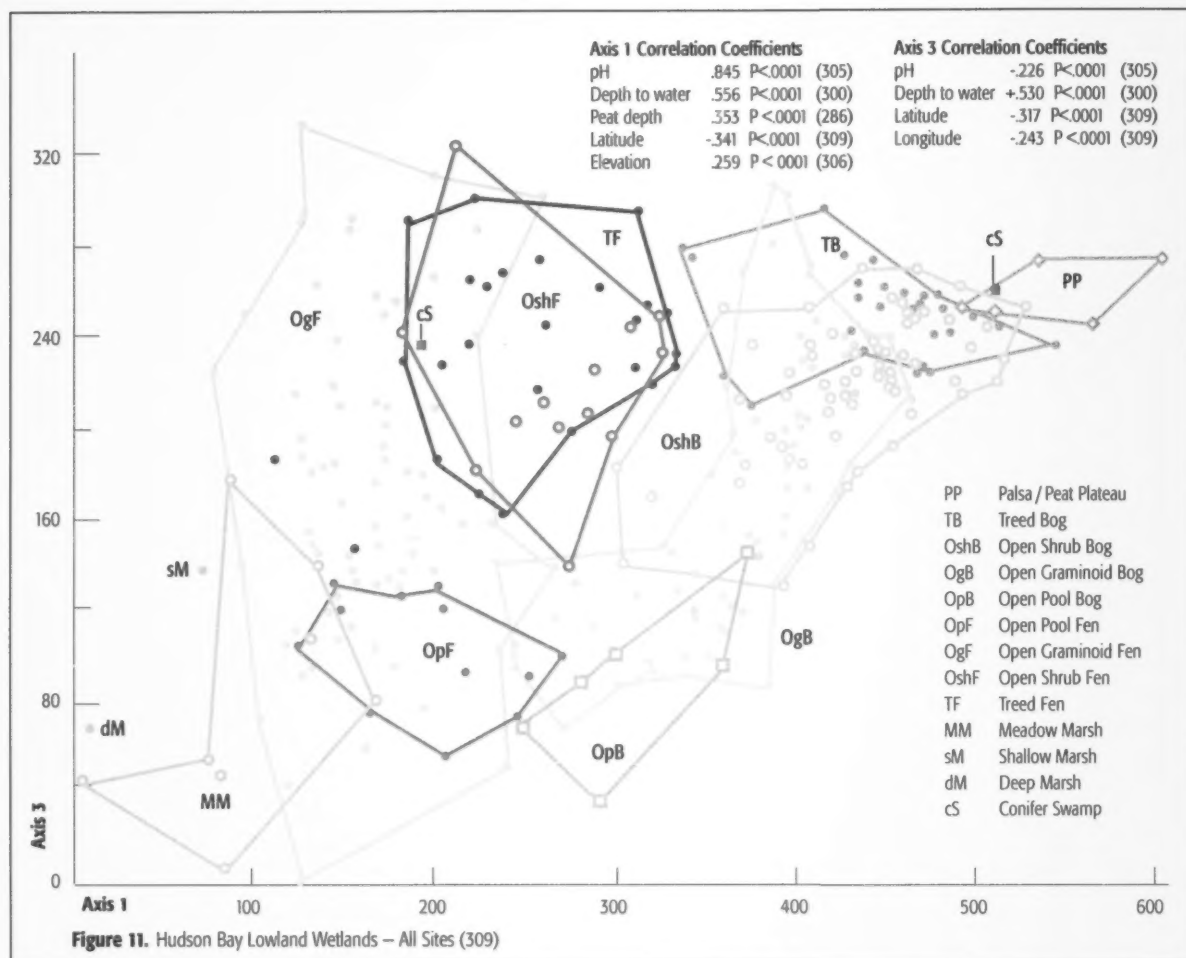 Axis 1 Correlation Coefficients
pH .845 P<.0001 (305)
Depth to water .556 P<.0001 (300)
Peat depth .353 P<.0001 (286)
Latitude -.341 P<.0001 (309)
Elevation .259 P<0001 (306)
Axis 3 Correlation Coefficients
pH -.226 P<.0001 (305)
Depth to water +.530 P<.0001 (300)
Latitude -.317 P<.0001 (309)
Longitude -.243 P<.0001 (309)
320
240
160
80
0
Axis 3
TF
OshF
cS
OgF
TB
cS
PP
OshB
OgB
sM
OpF
dM
OpB
MM
PP Palsa / Peat Plateau
TB Treed Bog
OshB Open Shrub Bog
OgB Open Graminoid Bog
OpB Open Pool Bog
OpF Open Pool Fen
OgF Open Graminoid Fen
OshF Open Shrub Fen
TF Treed Fen
MM Meadow Marsh
sM Shallow Marsh
dM Deep Marsh
cS Conifer Swamp
Axis 1
100
200
300
400
500
600
Figure 11. Hudson Bay Lowland Wetlands – All Sites (309)